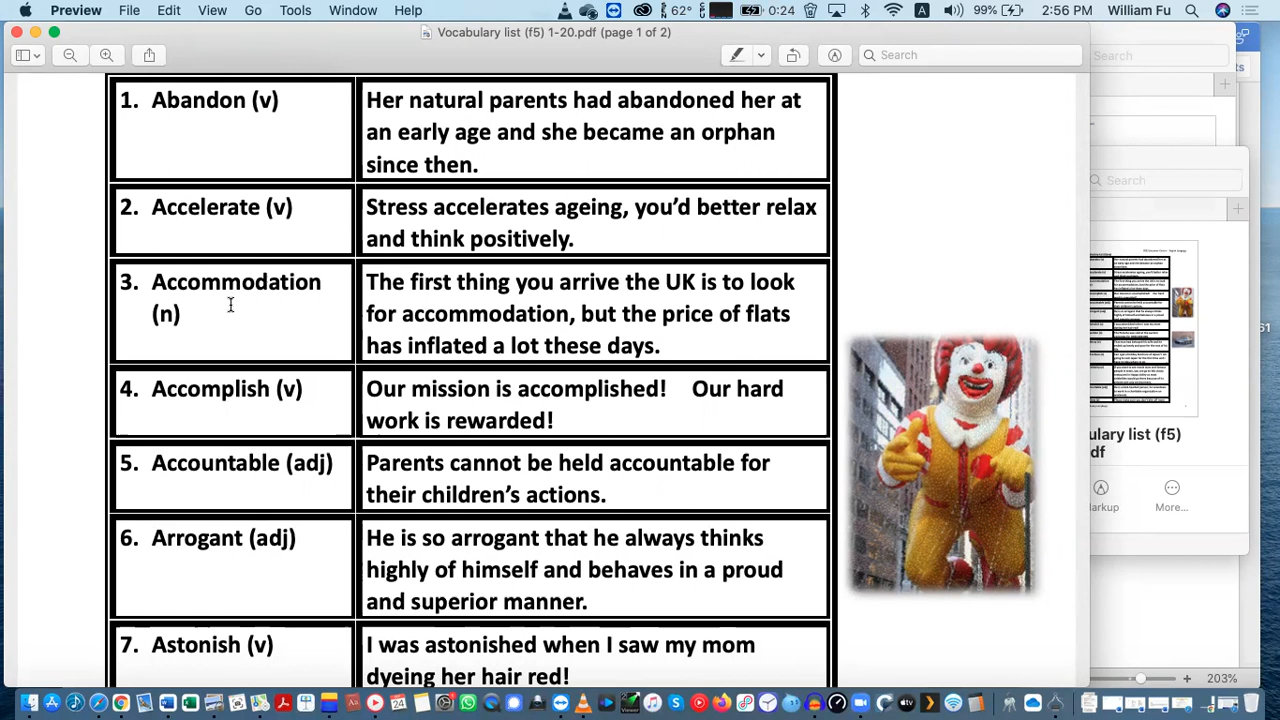 Preview File Edit View Go Tools Window Help 62° 0:24 A 99% 2:56 PM William Fu
Vocabulary list (f5) 1-20.pdf (page 1 of 2)
Search
Search
Search
1. Abandon (v)
Her natural parents had abandoned her at
an early age and she became an orphan
since then.
2. Accelerate (v)
Stress accelerates ageing, you’d better relax
and think positively.
3. Accommodation
(n)
The first thing you arrive the UK is to look
for accommodation, but the price of flats
has inflated a lot these days.
4. Accomplish (v)
Our mission is accomplished! Our hard
work is rewarded!
5. Accountable (adj)
Parents cannot be held accountable for
their children’s actions.
6. Arrogant (adj)
He is so arrogant that he always thinks
highly of himself and behaves in a proud
and superior manner.
7. Astonish (v)
I was astonished when I saw my mom
dyeing her hair red!
ts
61
ulary list (f5)
df
arkup More...
203%
24